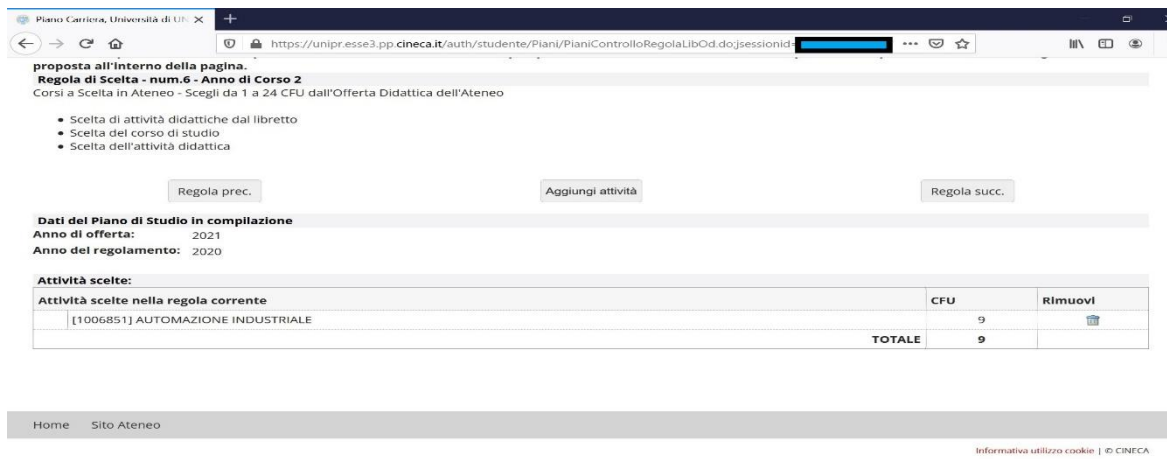 Piano Carriera, Università di UN
https://unipr.esse3.pp.cineca.it/auth/studente/Piani/PianiControlloRegolaLibOd.do;jsessionid=
proposta all'interno della pagina.
Regola di Scelta - num.6 - Anno di Corso 2
Corsi a Scelta in Ateneo - Scegli da 1 a 24 CFU dall'Offerta Didattica dell'Ateneo
• Scelta di attività didattiche dal libretto
• Scelta del corso di studio
• Scelta dell'attività didattica
Regola prec. Aggiungi attività Regola succ.
Dati del Piano di Studio in compilazione
Anno di offerta: 2021
Anno del regolamento: 2020
Attività scelte:
Attività scelte nella regola corrente CFU Rimuovi
[1006851] AUTOMAZIONE INDUSTRIALE 9
TOTALE 9
Home Sito Ateneo
Informativa utilizzo cookie | © CINECA